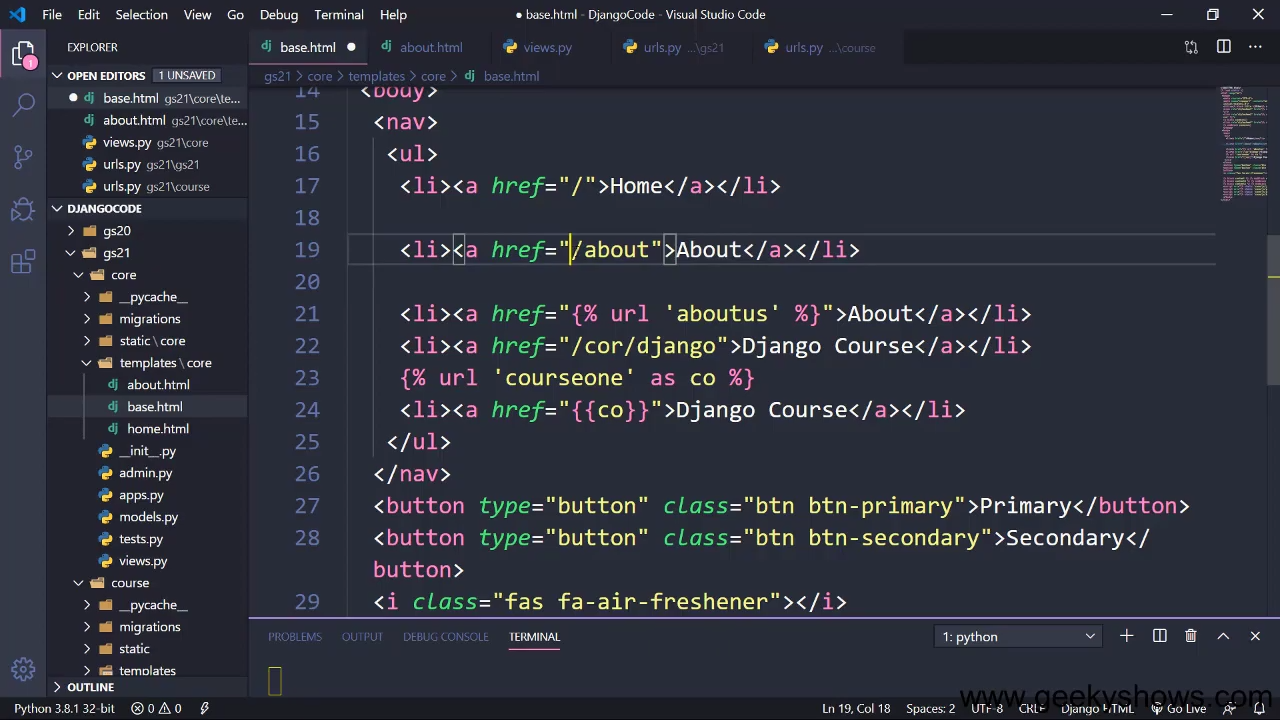 File Edit Selection View Go Debug Terminal Help
● base.html - DjangoCode - Visual Studio Code
EXPLORER
1
OPEN EDITORS 1 UNSAVED
base.html gs21\core\te...
about.html gs21\core\te...
views.py gs21\core
urls.py gs21\gs21
urls.py gs21\course
DJANGOCODE
gs20
gs21
core
__pycache__
migrations
static \ core
templates \ core
about.html
base.html
home.html
__init__.py
admin.py
apps.py
models.py
tests.py
views.py
course
__pycache__
migrations
static
templates
OUTLINE
base.html about.html views.py urls.py ...\gs21 urls.py ...\course
gs21 > core > templates > core > base.html
14 <body>
15 <nav>
16 <ul>
17 <li><a href="/">Home</a></li>
18
19 <li><a href="/about">About</a></li>
20
21 <li><a href="{% url 'aboutus' %}">About</a></li>
22 <li><a href="/cor/django">Django Course</a></li>
23 {% url 'courseone' as co %}
24 <li><a href="{{co}}">Django Course</a></li>
25 </ul>
26 </nav>
27 <button type="button" class="btn btn-primary">Primary</button>
28 <button type="button" class="btn btn-secondary">Secondary</
button>
29 <i class="fas fa-air-freshener"></i>
PROBLEMS OUTPUT DEBUG CONSOLE TERMINAL
1: python
www.geekyshows.com
Python 3.8.1 32-bit 0 0 Ln 19, Col 18 Spaces: 2 UTF-8 CRLF Django HTML Go Live